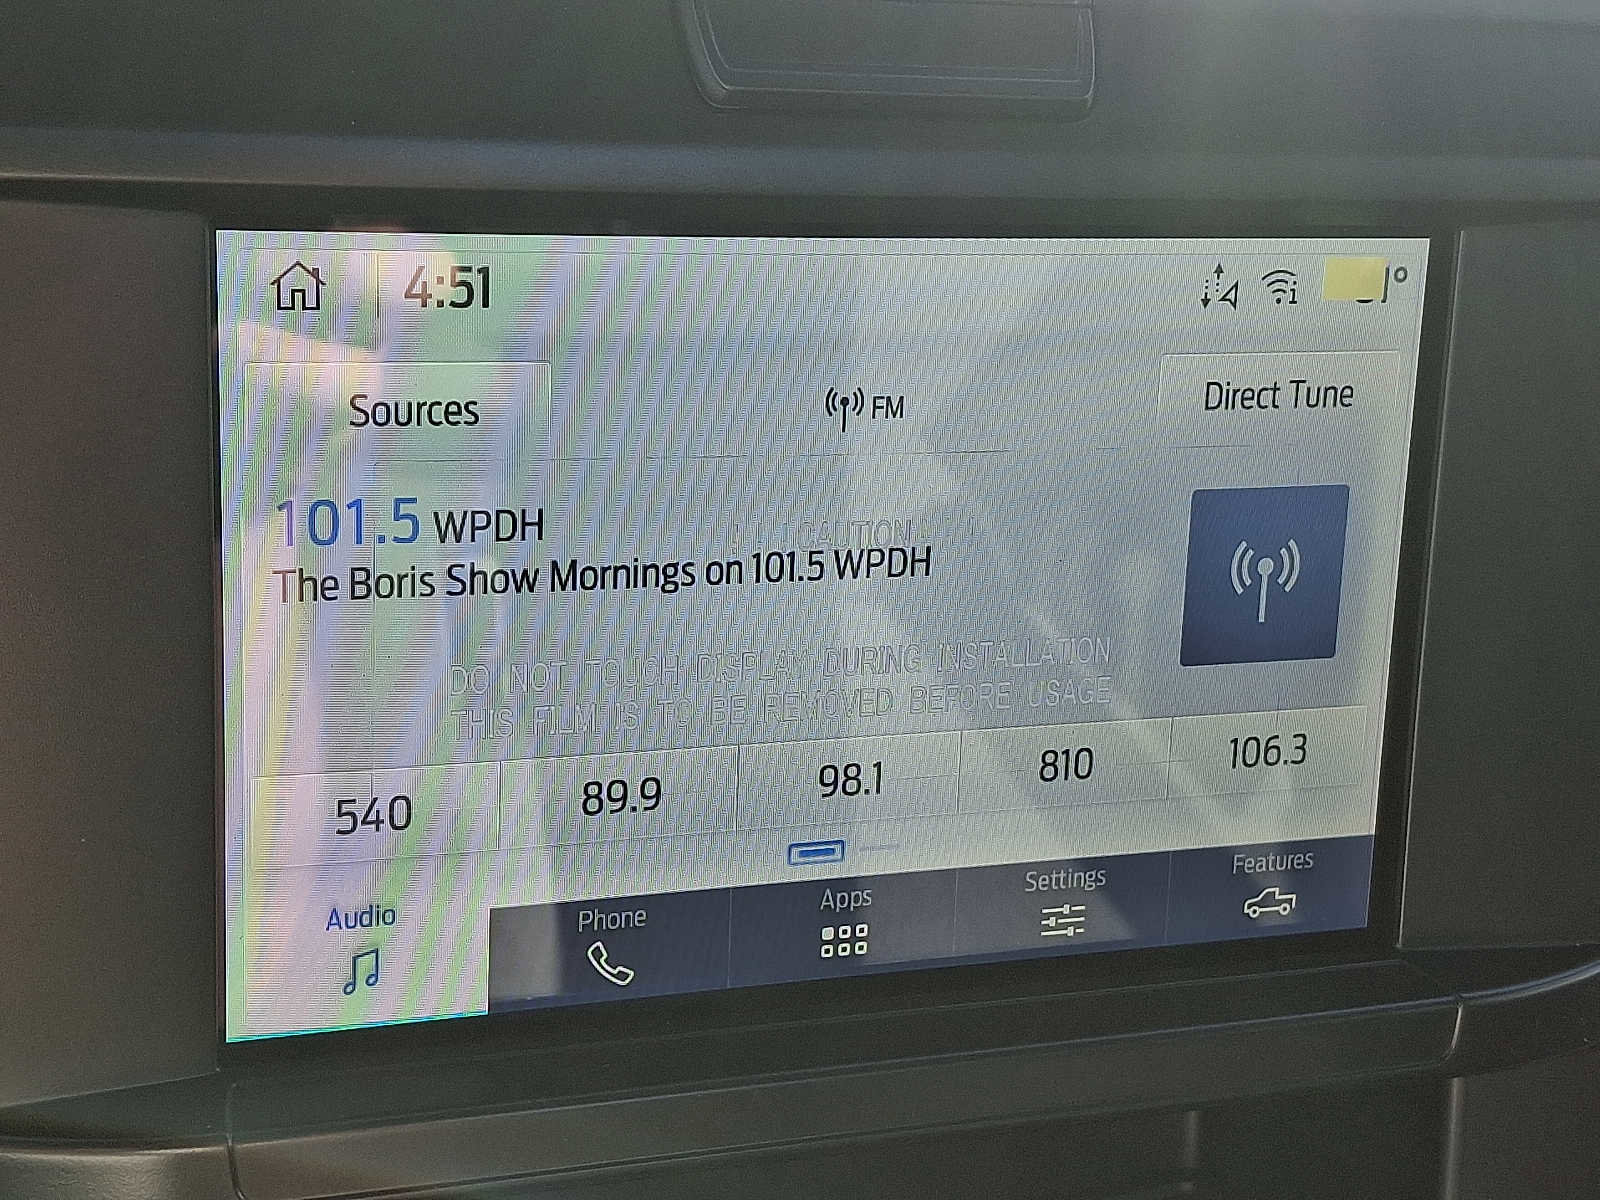 4:51
Sources
FM
Direct Tune
101.5 WPDH
CAUTION
The Boris Show Mornings on 101.5 WPDH
DO NOT TOUCH DISPLAY DURING INSTALLATION
THIS FILM IS TO BE REMOVED BEFORE USAGE
540 89.9 98.1 810 106.3
Audio Phone Apps Settings Features